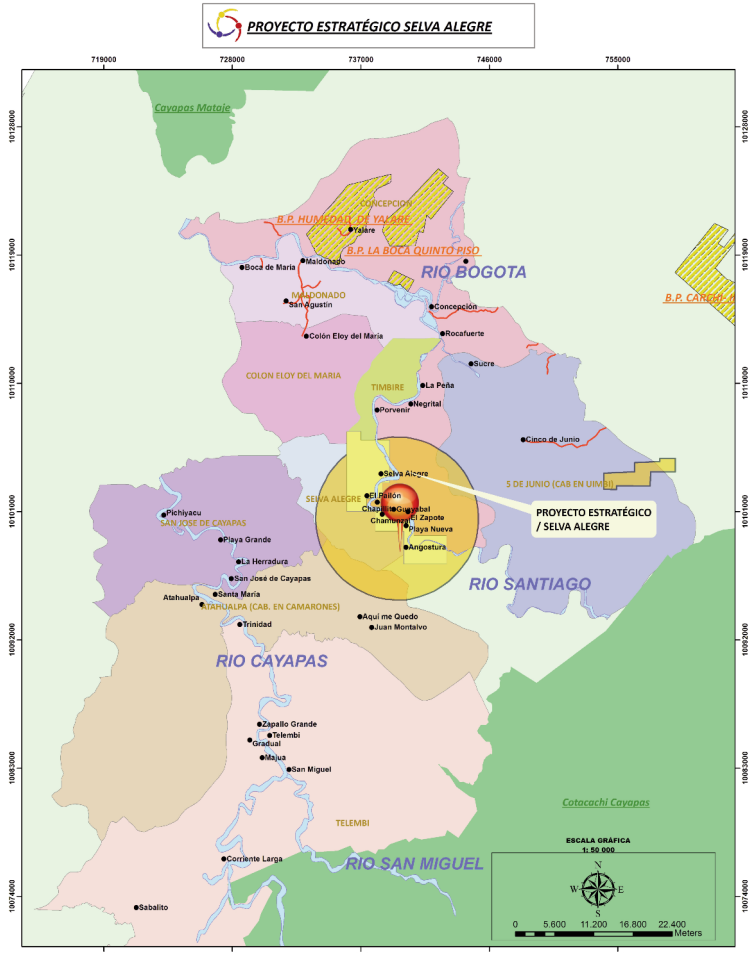 PROYECTO ESTRATÉGICO SELVA ALEGRE
719000
728000
737000
746000
755000
10128000
10119000
10110000
10101000
10092000
10083000
10074000
Cayapas Mataje
CONCEPCION
B.P. HUMEDAD DE YALARE
Yalare
B.P. LA BOCA QUINTO PISO
Boca de Maria
Maldonado
RIO BOGOTA
MALDONADO
San Agustin
Concepción
B.P. CARCHI-
Rocafuerte
Colón Eloy del Maria
Sucre
COLON ELOY DEL MARIA
TIMBIRE
La Peña
Negrital
Porvenir
Cinco de Junio
Selva Alegre
5 DE JUNIO (CAB EN UIMBI)
SELVA ALEGRE
El Pailón
Guayabal
PROYECTO ESTRATÉGICO
/ SELVA ALEGRE
Pichiyacu
SAN JOSE DE CAYAPAS
El Zapote
Playa Nueva
Playa Grande
Angostura
La Herradura
San José de Cayapas
RIO SANTIAGO
Santa María
Atahualpa
ATAHUALPA (CAB. EN CAMARONES)
Aquí me Quedo
Trinidad
Juan Montalvo
RIO CAYAPAS
Zapallo Grande
Telembi
Gradual
Majua
San Miguel
Cotacachi Cayapas
TELEMBI
Corriente Larga
RIO SAN MIGUEL
Sabalito
ESCALA GRÁFICA
1: 50 000
N
W
E
S
0 5.600 11.200 16.800 22.400
Meters